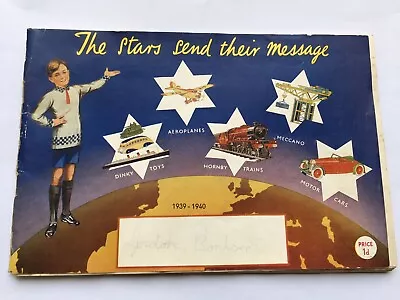 The Stars Send their Message
AEROPLANES
MECCANO
DINKY TOYS
HORNBY TRAINS
MOTOR CARS
1939-1940
PRICE
1d